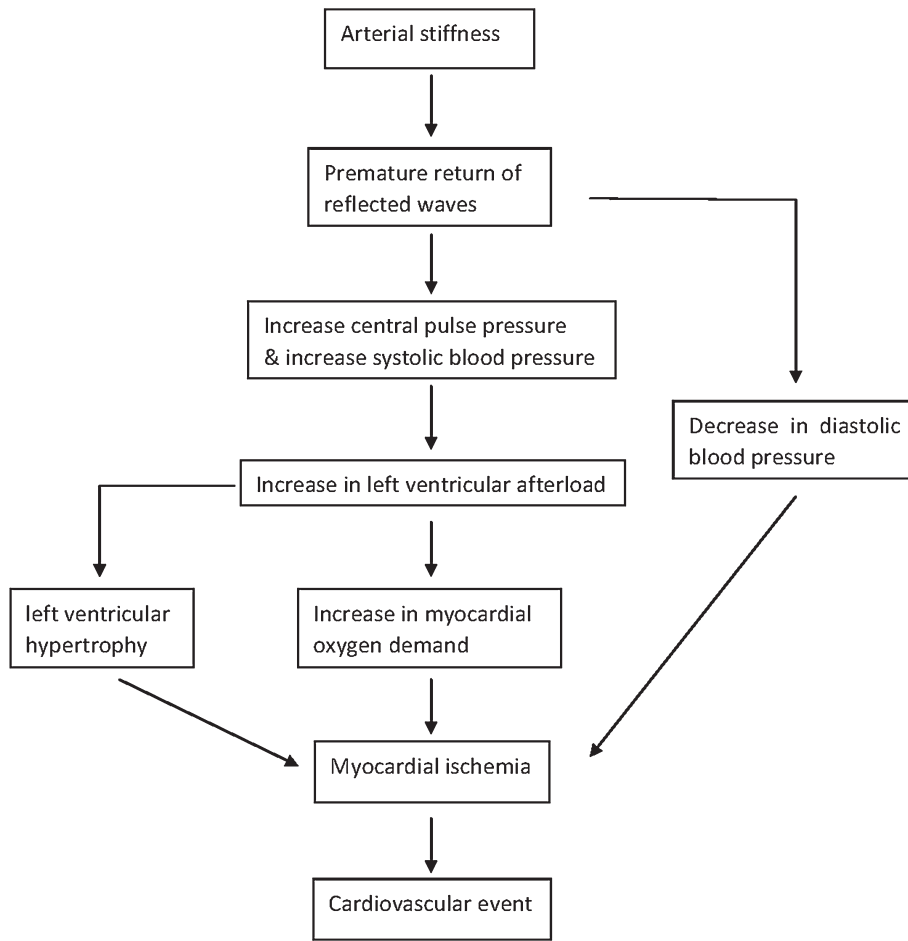 Arterial stiffness
Premature return of
reflected waves
Increase central pulse pressure
& increase systolic blood pressure
Decrease in diastolic
blood pressure
Increase in left ventricular afterload
left ventricular
hypertrophy
Increase in myocardial
oxygen demand
Myocardial ischemia
Cardiovascular event